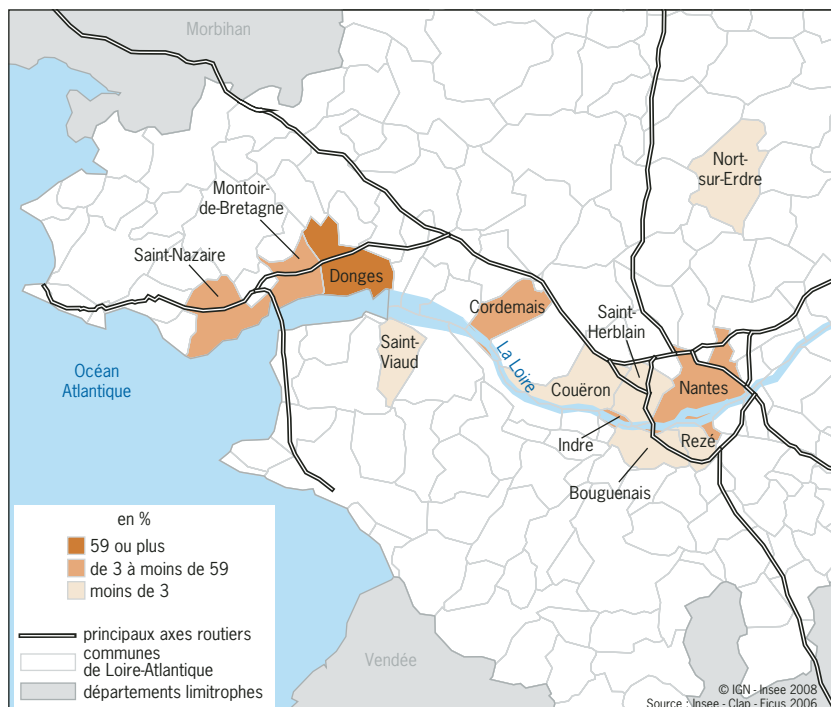 Morbihan
Nort-
sur-Erdre
Montoir-
de-Bretagne
Saint-Nazaire
Donges
Cordemais
Saint-
Herblain
Saint-
Viaud
La Loire
Océan
Atlantique
Couëron
Nantes
Indre
Rezé
Bouguenais
en %
59 ou plus
de 3 à moins de 59
moins de 3
principaux axes routiers
communes
de Loire-Atlantique
départements limitrophes
Vendée
© IGN - Insee 2008
Source : Insee - Clap - Ficus 2006